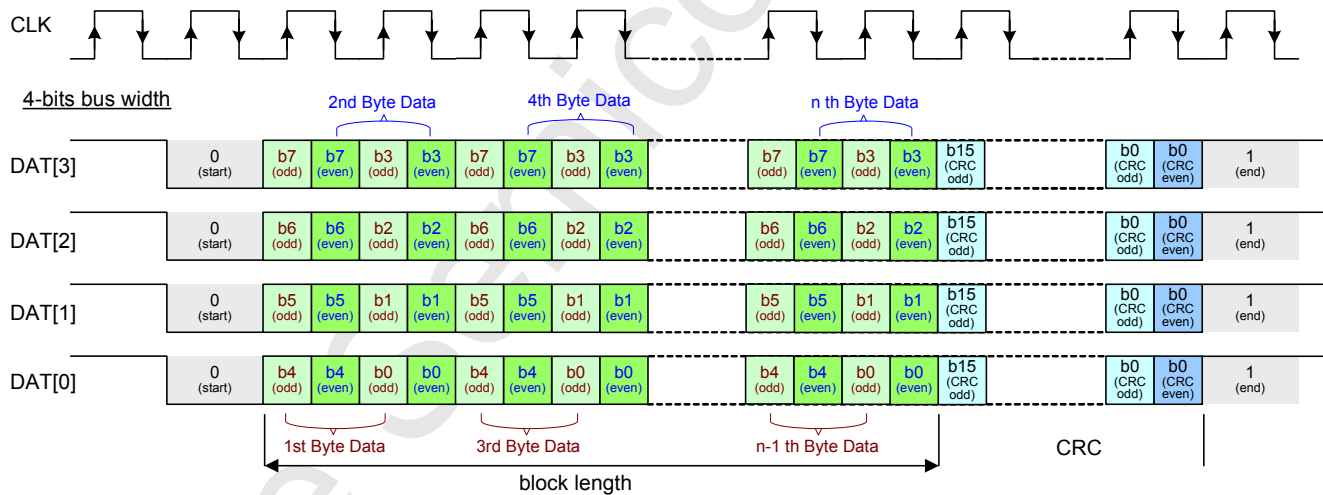 CLK
4-bits bus width
2nd Byte Data 4th Byte Data n th Byte Data
DAT[3] 0 (start) b7 (odd) b7 (even) b3 (odd) b3 (even) b7 (odd) b7 (even) b3 (odd) b3 (even) b7 (odd) b7 (even) b3 (odd) b3 (even) b15 (CRC odd) b0 (CRC odd) b0 (CRC even) 1 (end)
DAT[2] 0 (start) b6 (odd) b6 (even) b2 (odd) b2 (even) b6 (odd) b6 (even) b2 (odd) b2 (even) b6 (odd) b6 (even) b2 (odd) b2 (even) b15 (CRC odd) b0 (CRC odd) b0 (CRC even) 1 (end)
DAT[1] 0 (start) b5 (odd) b5 (even) b1 (odd) b1 (even) b5 (odd) b5 (even) b1 (odd) b1 (even) b5 (odd) b5 (even) b1 (odd) b1 (even) b15 (CRC odd) b0 (CRC odd) b0 (CRC even) 1 (end)
DAT[0] 0 (start) b4 (odd) b4 (even) b0 (odd) b0 (even) b4 (odd) b4 (even) b0 (odd) b0 (even) b4 (odd) b4 (even) b0 (odd) b0 (even) b15 (CRC odd) b0 (CRC odd) b0 (CRC even) 1 (end)
1st Byte Data 3rd Byte Data n-1 th Byte Data CRC
block length